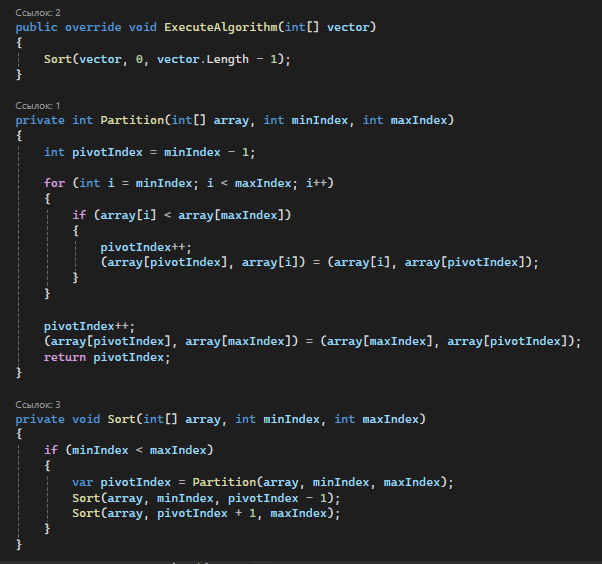 Ссылок: 2
public override void ExecuteAlgorithm(int[] vector)
{
    Sort(vector, 0, vector.Length - 1);
}
Ссылок: 1
private int Partition(int[] array, int minIndex, int maxIndex)
{
    int pivotIndex = minIndex - 1;
    for (int i = minIndex; i < maxIndex; i++)
    {
        if (array[i] < array[maxIndex])
        {
            pivotIndex++;
            (array[pivotIndex], array[i]) = (array[i], array[pivotIndex]);
        }
    }
    pivotIndex++;
    (array[pivotIndex], array[maxIndex]) = (array[maxIndex], array[pivotIndex]);
    return pivotIndex;
}
Ссылок: 3
private void Sort(int[] array, int minIndex, int maxIndex)
{
    if (minIndex < maxIndex)
    {
        var pivotIndex = Partition(array, minIndex, maxIndex);
        Sort(array, minIndex, pivotIndex - 1);
        Sort(array, pivotIndex + 1, maxIndex);
    }
}